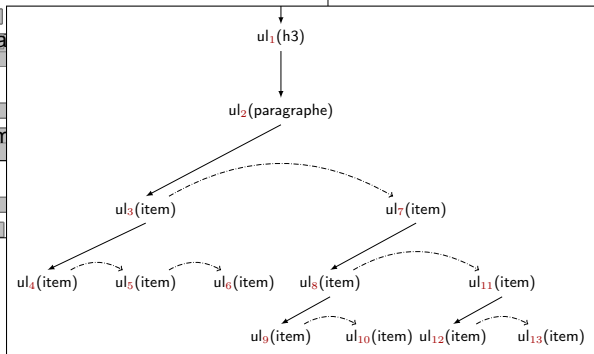 ul1(h3)
ul2(paragraphe)
ul3(item) ul7(item)
ul4(item) ul5(item) ul6(item) ul8(item) ul11(item)
ul9(item) ul10(item) ul12(item) ul13(item)